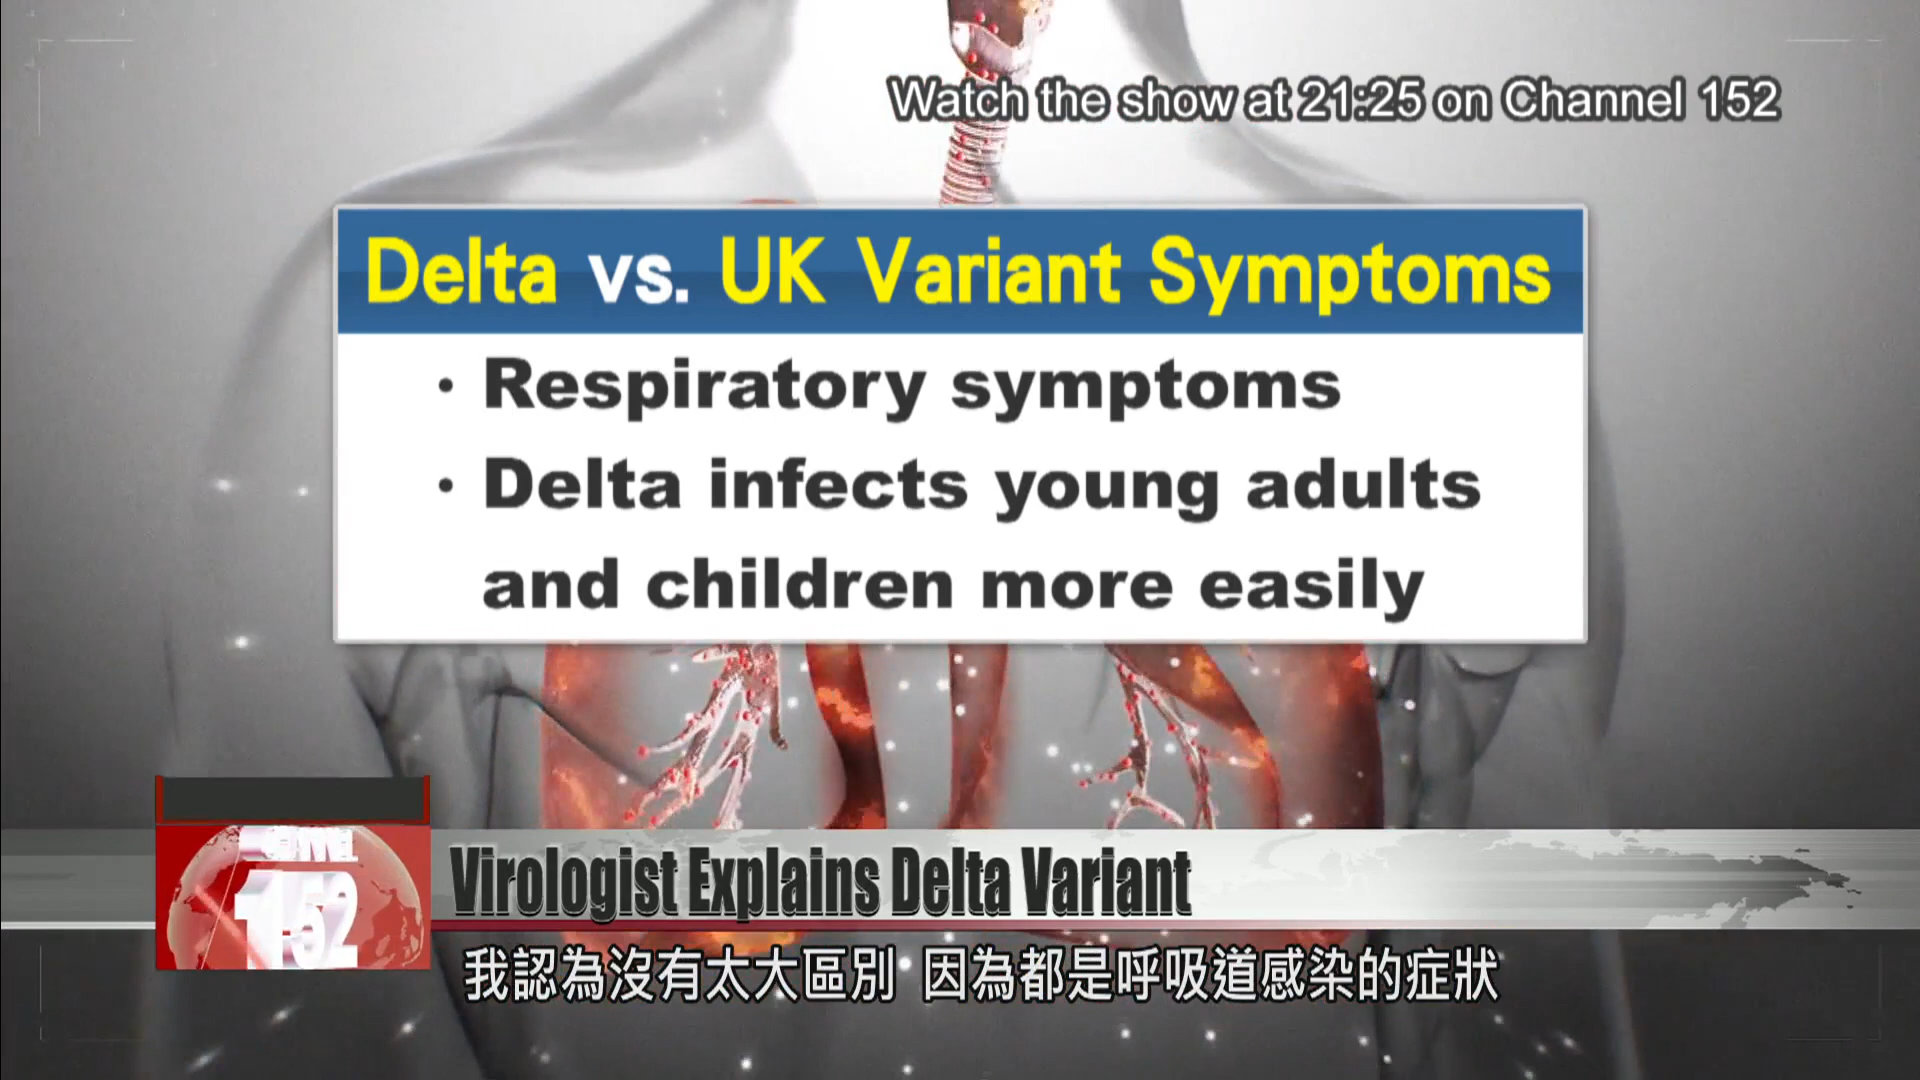 Watch the show at 21:25 on Channel 152
Delta vs. UK Variant Symptoms
· Respiratory symptoms
· Delta infects young adults
and children more easily
152
Virologist Explains Delta Variant
我認為沒有太大區別 因為都是呼吸道感染的症狀